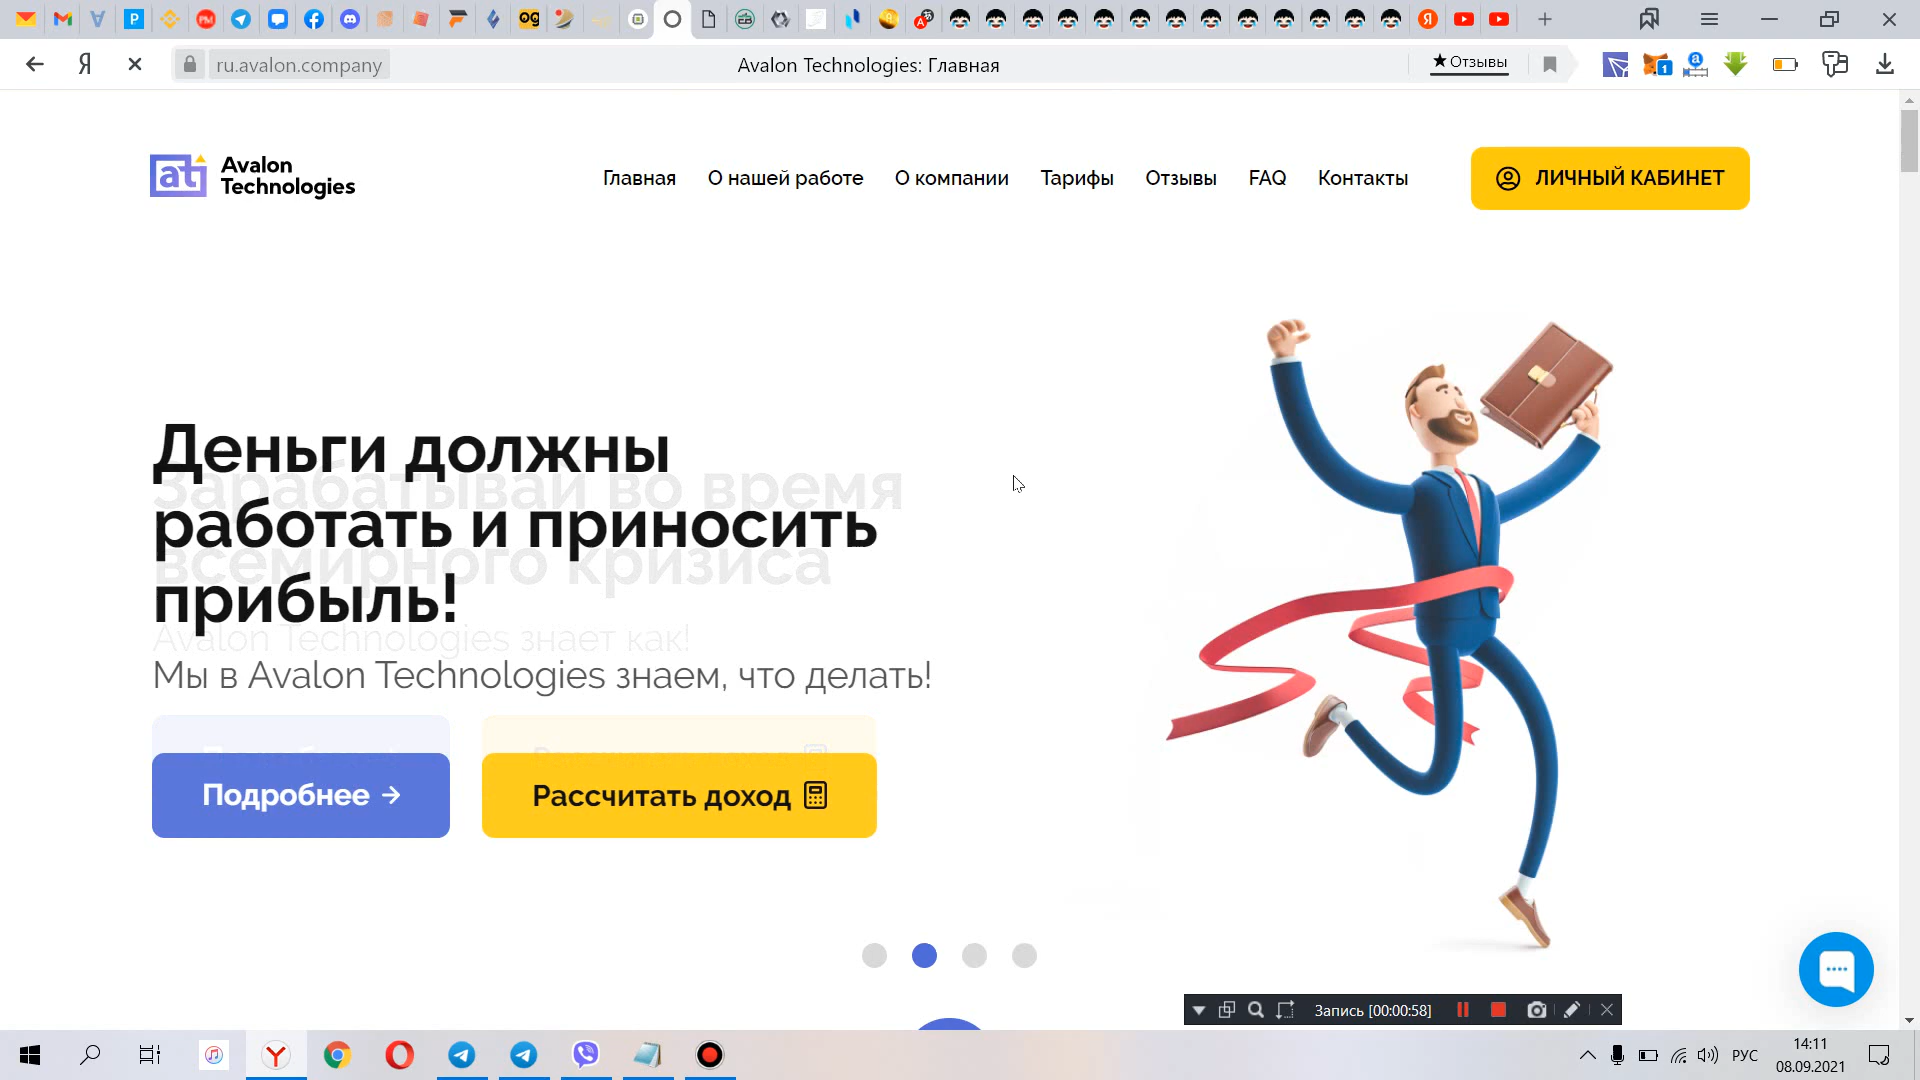 ru.avalon.company
Avalon Technologies: Главная
★Отзывы
1
Avalon
Technologies
Главная
О нашей работе
О компании
Тарифы
Отзывы
FAQ
Контакты
ЛИЧНЫЙ КАБИНЕТ
Деньги должны
работать и приносить
прибыль!
Зарабатывай во время
всемирного кризиса
Avalon Technologies знает как!
Мы в Avalon Technologies знаем, что делать!
Подробнее →
Рассчитать доход
Запись [00:00:58]
РУС
14:11
08.09.2021